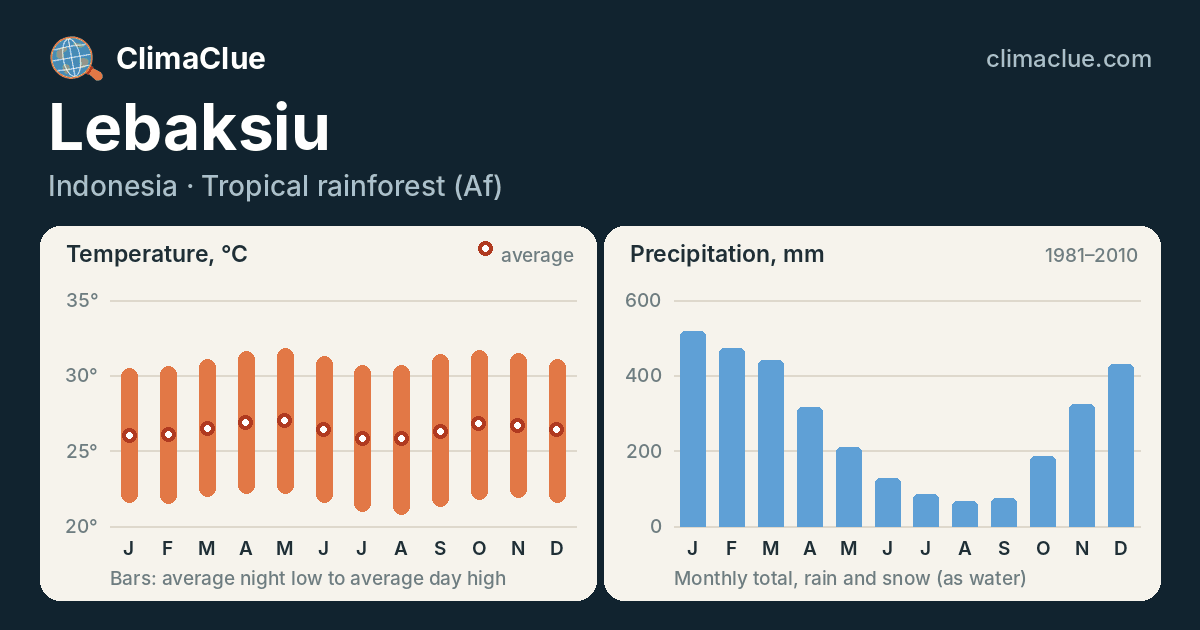 ClimaClue
climaclue.com
Lebaksiu
Indonesia · Tropical rainforest (Af)
Temperature, °C
average
35°
30°
25°
20°
J F M A M J J A S O N D
Bars: average night low to average day high
Precipitation, mm
1981–2010
600
400
200
0
J F M A M J J A S O N D
Monthly total, rain and snow (as water)